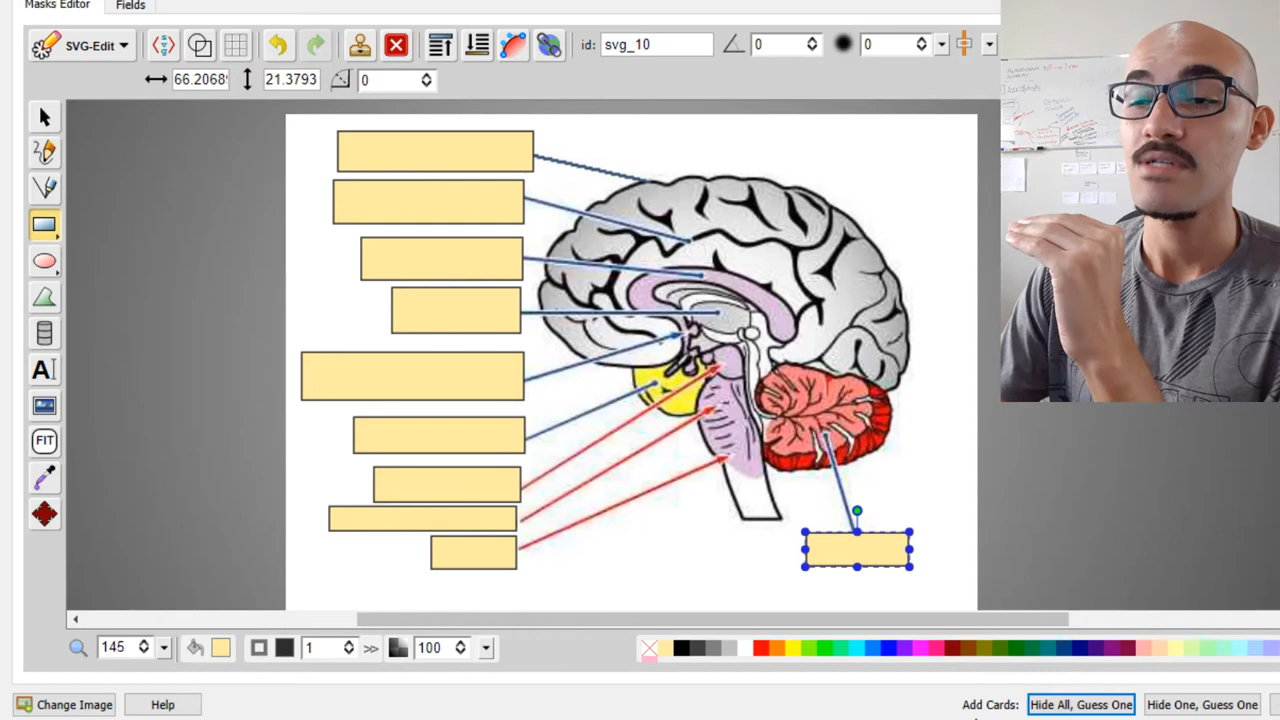 Masks Editor Fields
SVG-Edit id: svg_10 0 0
66.2068 21.3793 0
A
FIT
145 1 >> 100
Change Image Help Add Cards: Hide All, Guess One Hide One, Guess One